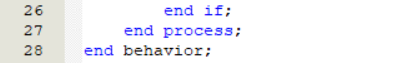 26 end if;
27 end process;
28 end behavior;